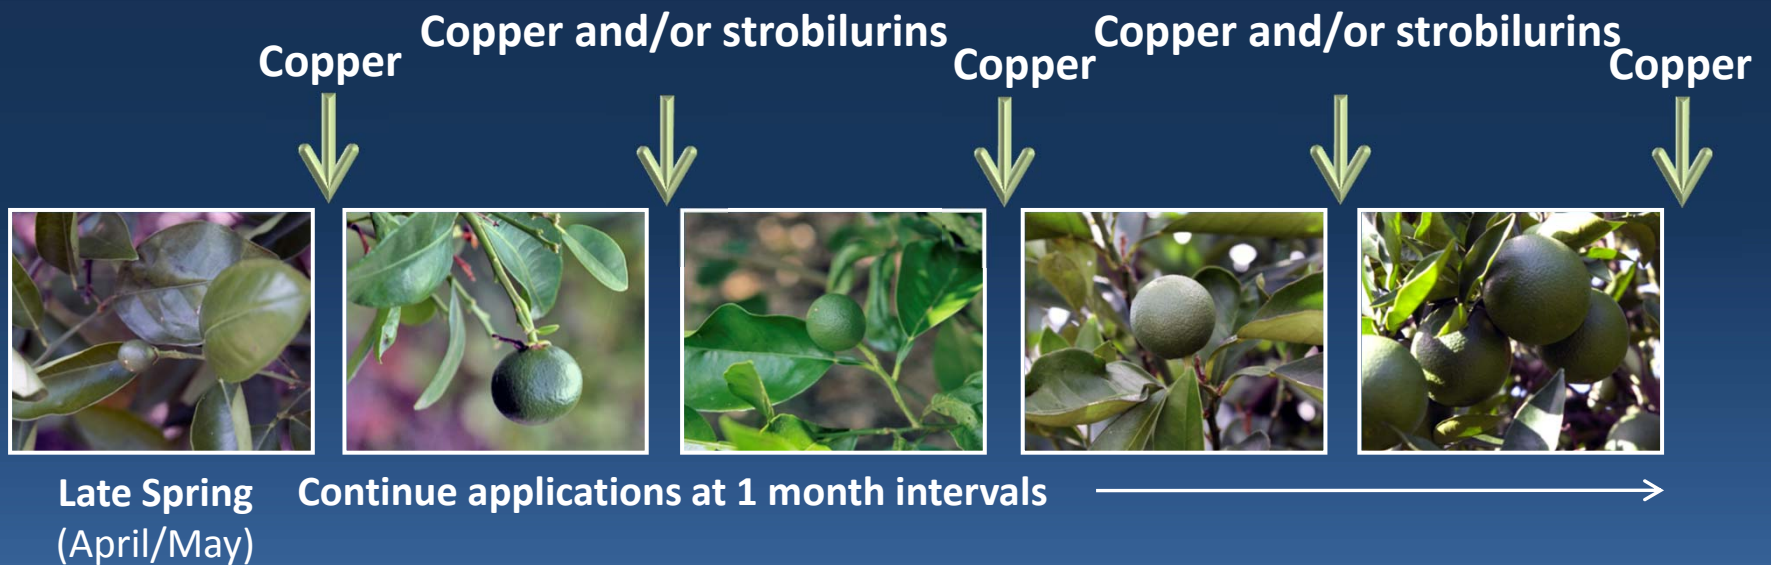 Copper
Copper and/or strobilurins
Copper
Copper and/or strobilurins
Copper
Late Spring
(April/May)
Continue applications at 1 month intervals